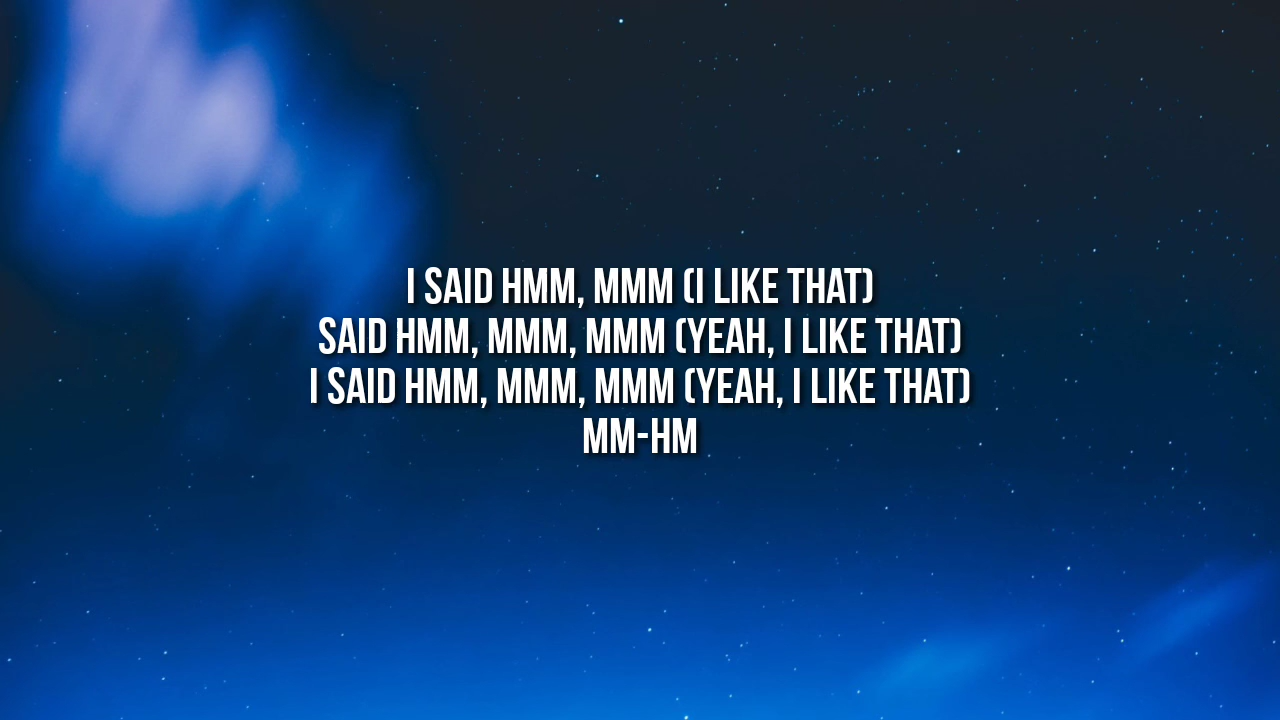 I SAID HMM, MMM (I LIKE THAT)
SAID HMM, MMM, MMM (YEAH, I LIKE THAT)
I SAID HMM, MMM, MMM (YEAH, I LIKE THAT)
MM-HM